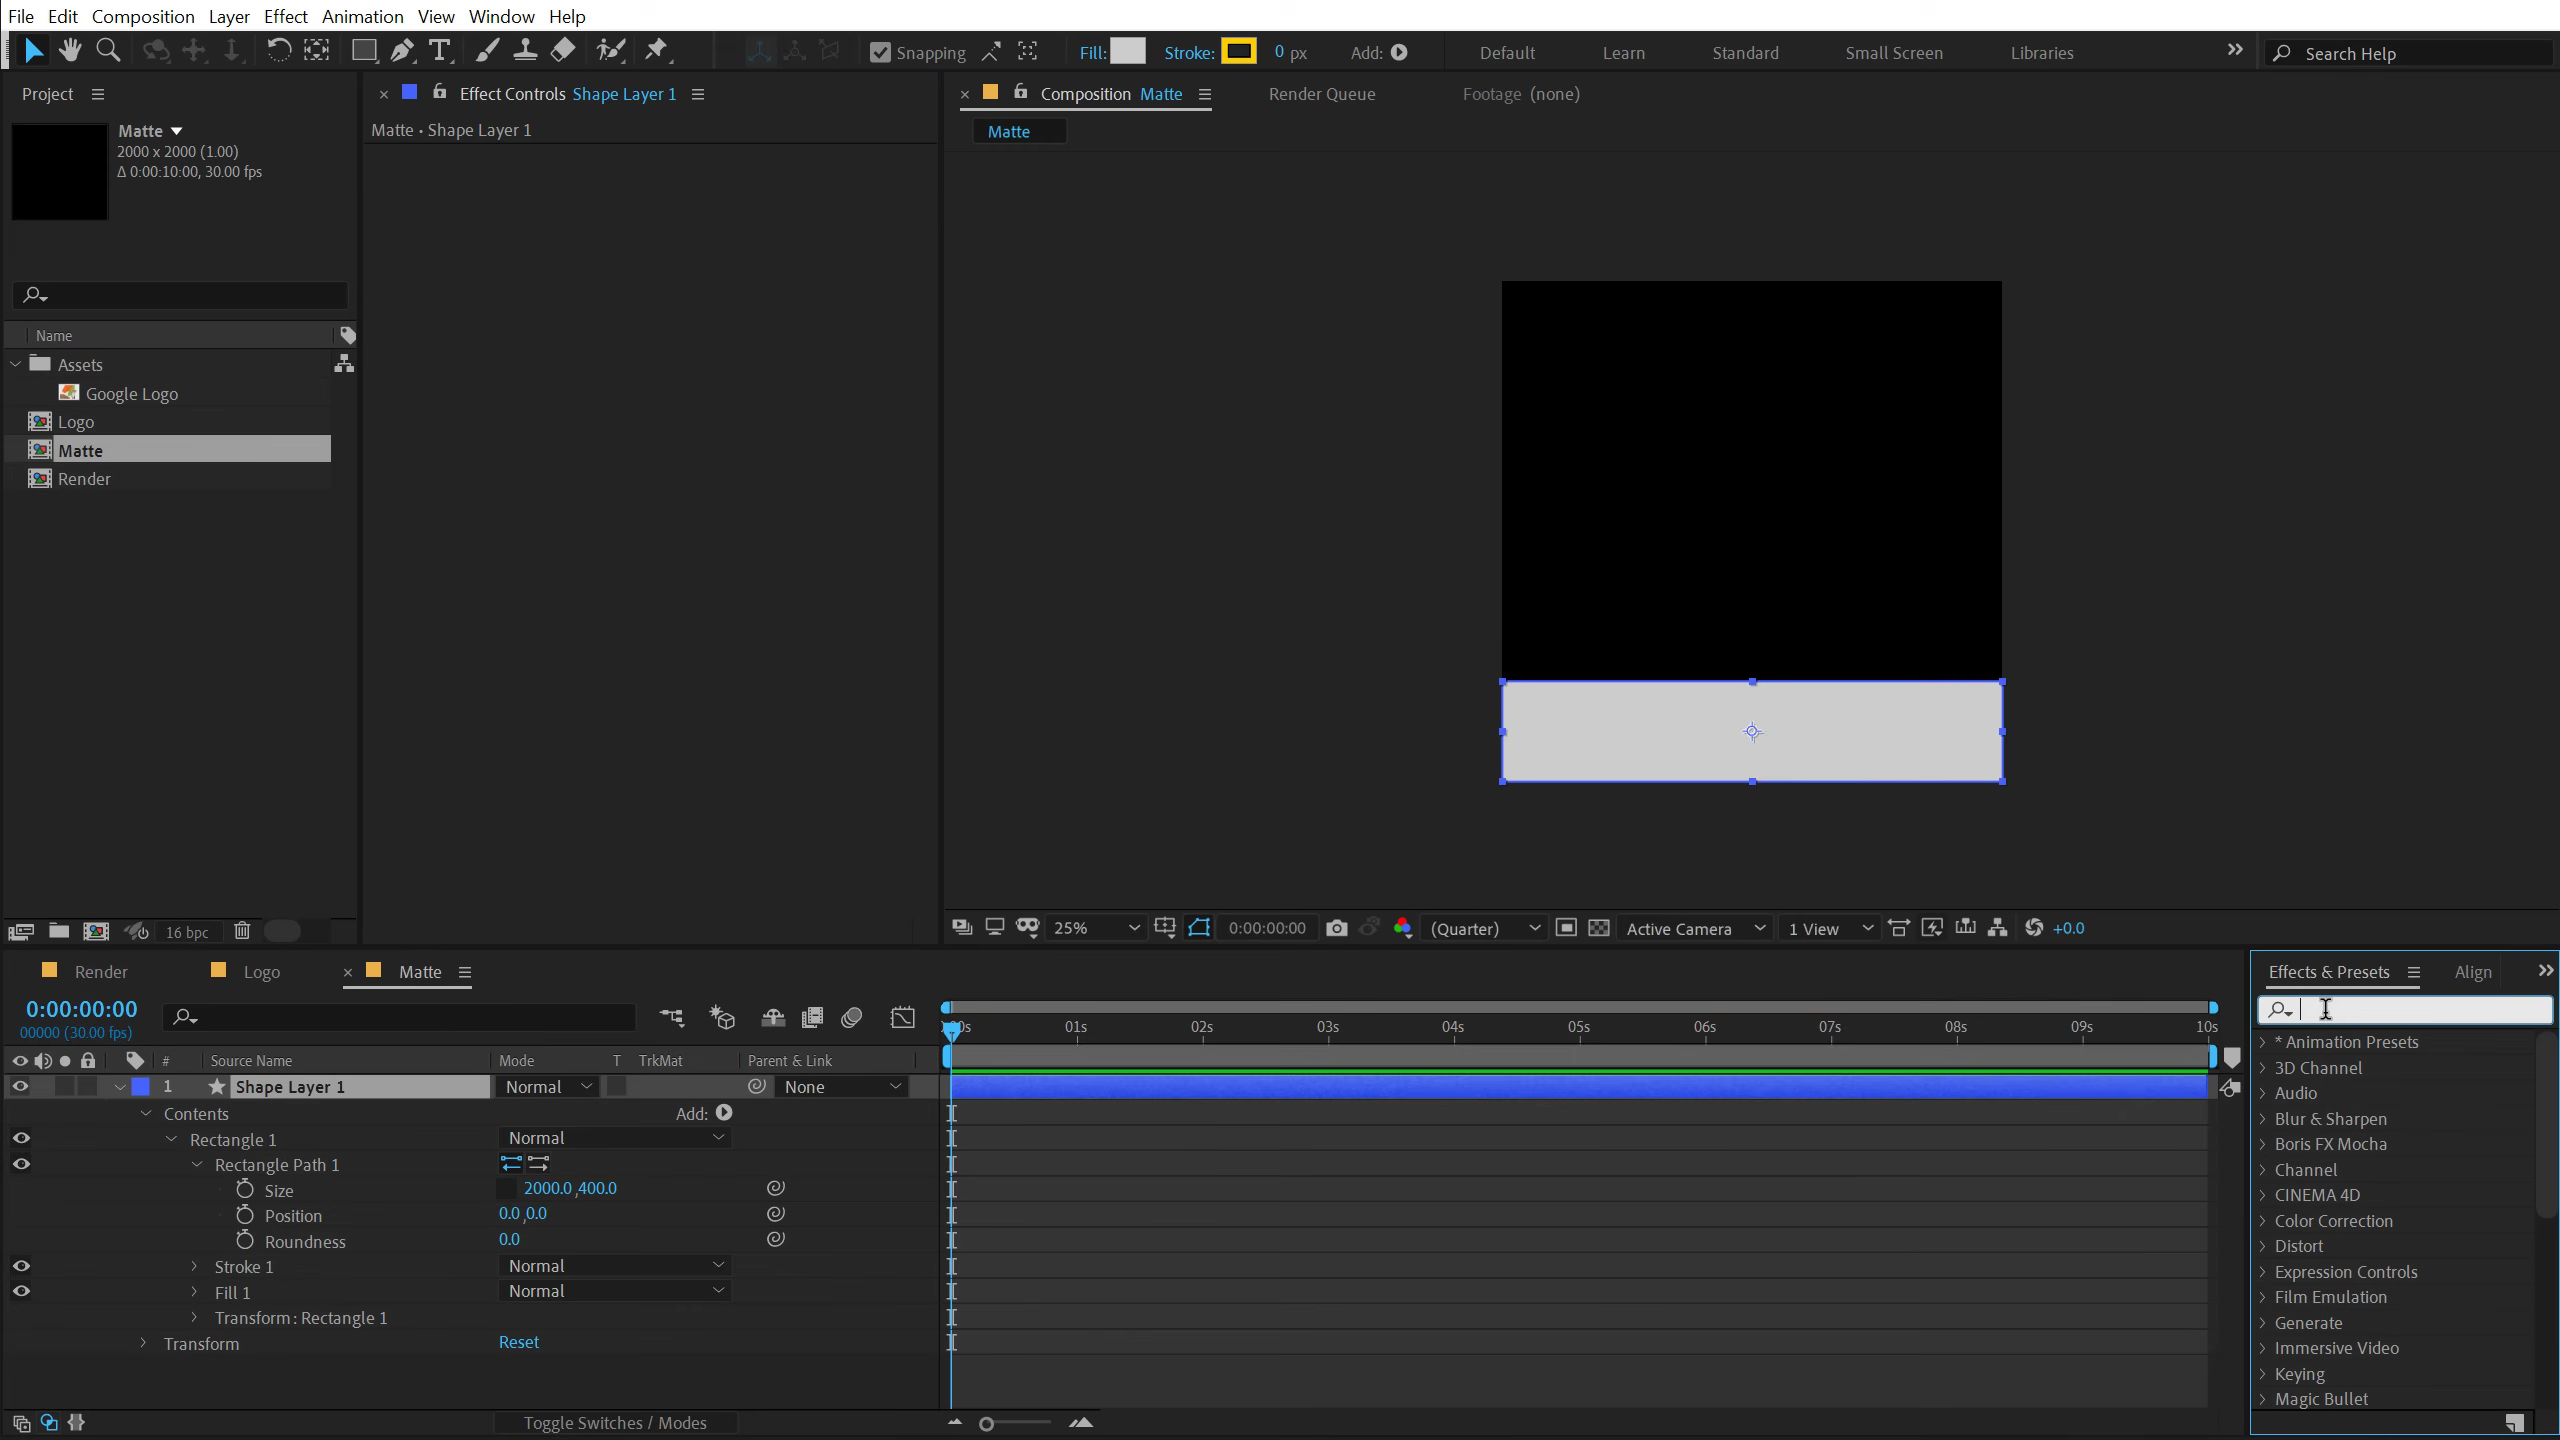 File Edit Composition Layer Effect Animation View Window Help
Snapping Fill: Stroke: 0 px Add: Default Learn Standard Small Screen Libraries Search Help
Project
Effect Controls Shape Layer 1
Composition Matte Render Queue Footage (none)
Matte
2000 x 2000 (1.00)
Δ 0:00:10:00, 30.00 fps
Matte • Shape Layer 1
Matte
Name
Assets
Google Logo
Logo
Matte
Render
16 bpc
25% 0:00:00:00 (Quarter) Active Camera 1 View +0.0
Render Logo Matte
0:00:00:00
00000 (30.00 fps)
01s 02s 03s 04s 05s 06s 07s 08s 09s 10s
# Source Name Mode T TrkMat Parent & Link
1 Shape Layer 1 Normal None
Contents Add:
Rectangle 1 Normal
Rectangle Path 1
Size 2000.0 ,400.0
Position 0.0 ,0.0
Roundness 0.0
Stroke 1 Normal
Fill 1 Normal
Transform: Rectangle 1
Transform Reset
Toggle Switches / Modes
Effects & Presets Align
* Animation Presets
3D Channel
Audio
Blur & Sharpen
Boris FX Mocha
Channel
CINEMA 4D
Color Correction
Distort
Expression Controls
Film Emulation
Generate
Immersive Video
Keying
Magic Bullet